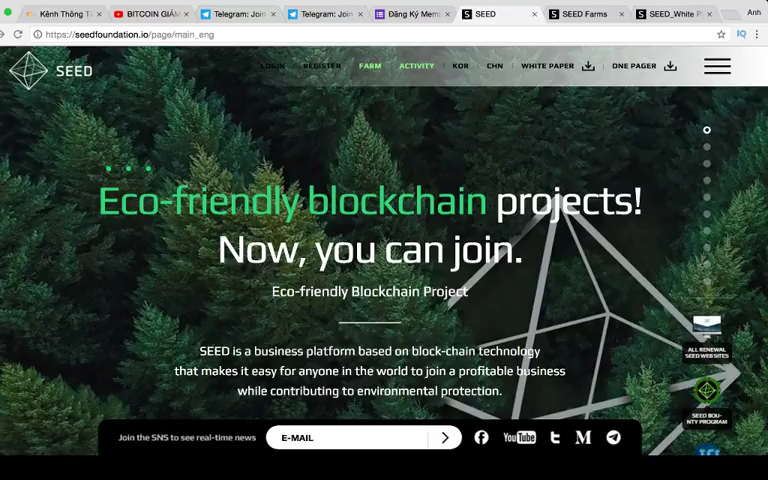 Kênh Thông Tạ
BITCOIN GIẢM
Telegram: Join
Telegram: Join
Đăng Ký Mem
SEED
SEED Farms
SEED_White P
Anh
https://seedfoundation.io/page/main_eng
SEED
LOGIN
REGISTER
FARM
ACTIVITY
KOR
CHN
WHITE PAPER
ONE PAGER
Eco-friendly blockchain projects!
Now, you can join.
Eco-friendly Blockchain Project
SEED is a business platform based on block-chain technology
that makes it easy for anyone in the world to join a profitable business
while contributing to environmental protection.
ALL RENEWAL
SEED WEB SITES
SEED BOU-
NTY PROGRAM
Join the SNS to see real-time news
E-MAIL
YouTube